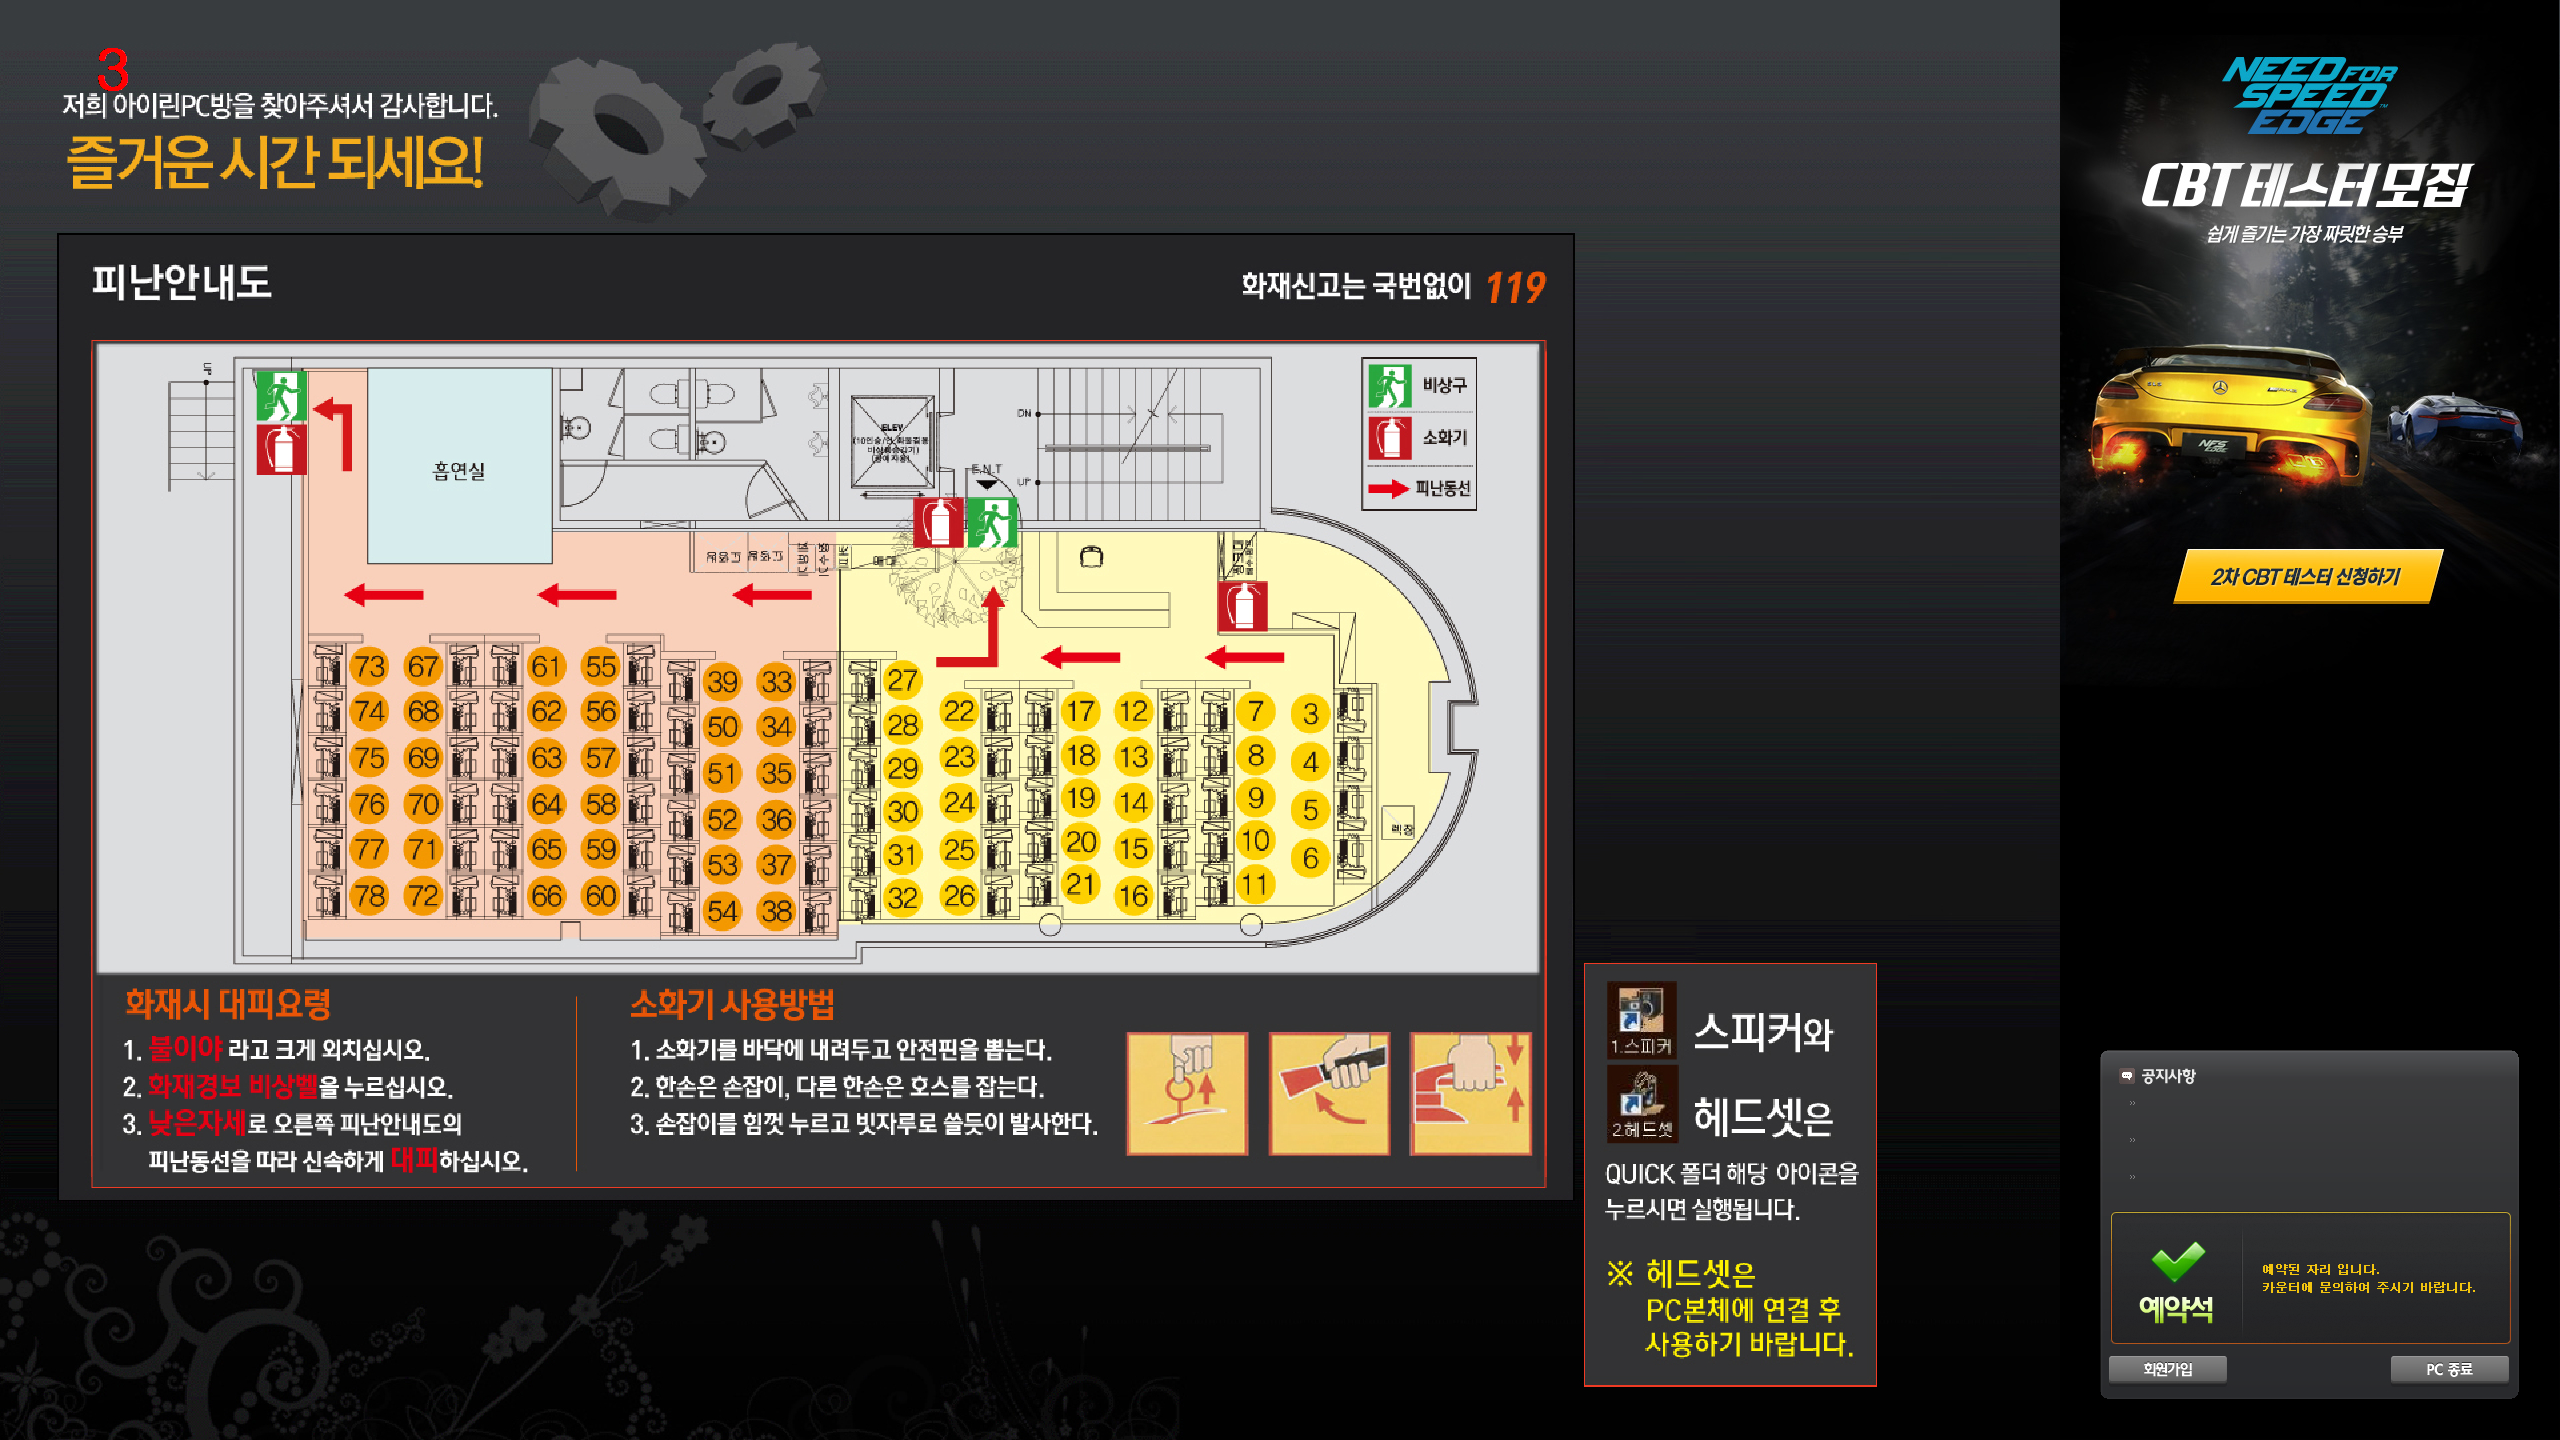 3
저희 아이린PC방을 찾아주셔서 감사합니다.
즐거운 시간 되세요!
피난안내도
화재신고는 국번없이 119
UP
흡연실
ELEV
DN
UP
E.N.T
비상구
소화기
피난동선
73 67 61 55 39 33 27 22 17 12 7 3
74 68 62 56 50 34 28 23 18 13 8 4
75 69 63 57 51 35 29 24 19 14 9 5
76 70 64 58 52 36 30 25 20 15 10 6
77 71 65 59 53 37 31 26 21 16 11
78 72 66 60 54 38 32
화재시 대피요령
1. 불이야 라고 크게 외치십시오.
2. 화재경보 비상벨을 누르십시오.
3. 낮은자세로 오른쪽 피난안내도의
피난동선을 따라 신속하게 대피하십시오.
소화기 사용방법
1. 소화기를 바닥에 내려두고 안전핀을 뽑는다.
2. 한손은 손잡이, 다른 한손은 호스를 잡는다.
3. 손잡이를 힘껏 누르고 빗자루로 쓸듯이 발사한다.
1.스피커
스피커와
2.헤드셋
헤드셋은
QUICK 폴더 해당 아이콘을
누르시면 실행됩니다.
※ 헤드셋은
PC본체에 연결 후
사용하기 바랍니다.
NEED FOR
SPEED
EDGE
CBT 테스터 모집
쉽게 즐기는 가장 짜릿한 승부
NFS
EDGE
2차 CBT 테스터 신청하기
공지사항
예약석
예약된 자리 입니다.
카운터에 문의하여 주시기 바랍니다.
회원가입
PC 종료